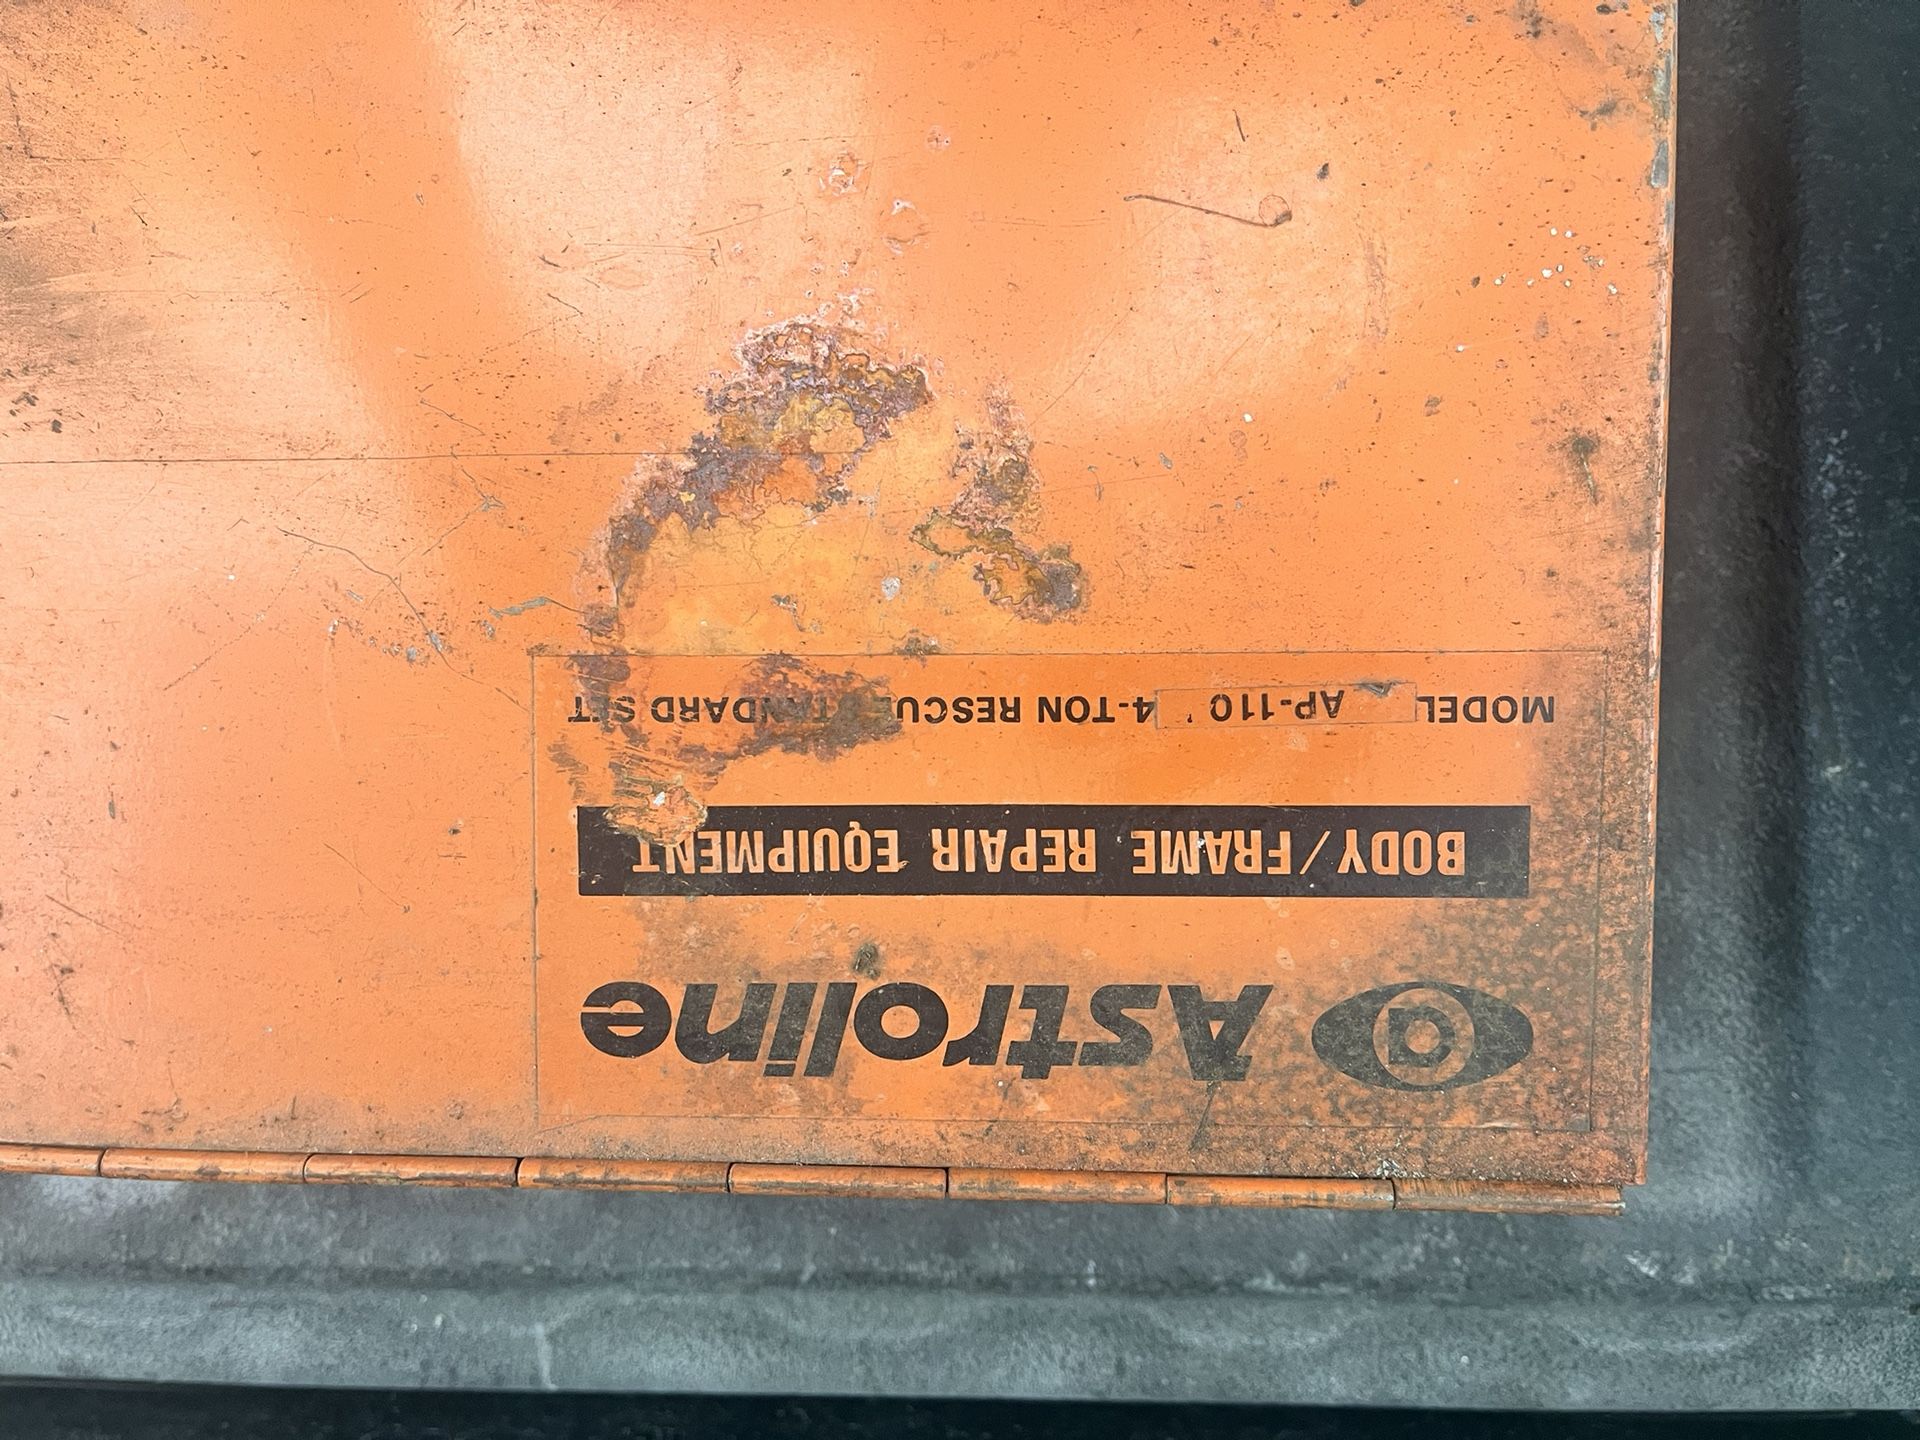 a Astroline
BODY/FRAME REPAIR EQUIPMENT
MODEL AP-110 4-TON RESCUE STANDARD SET